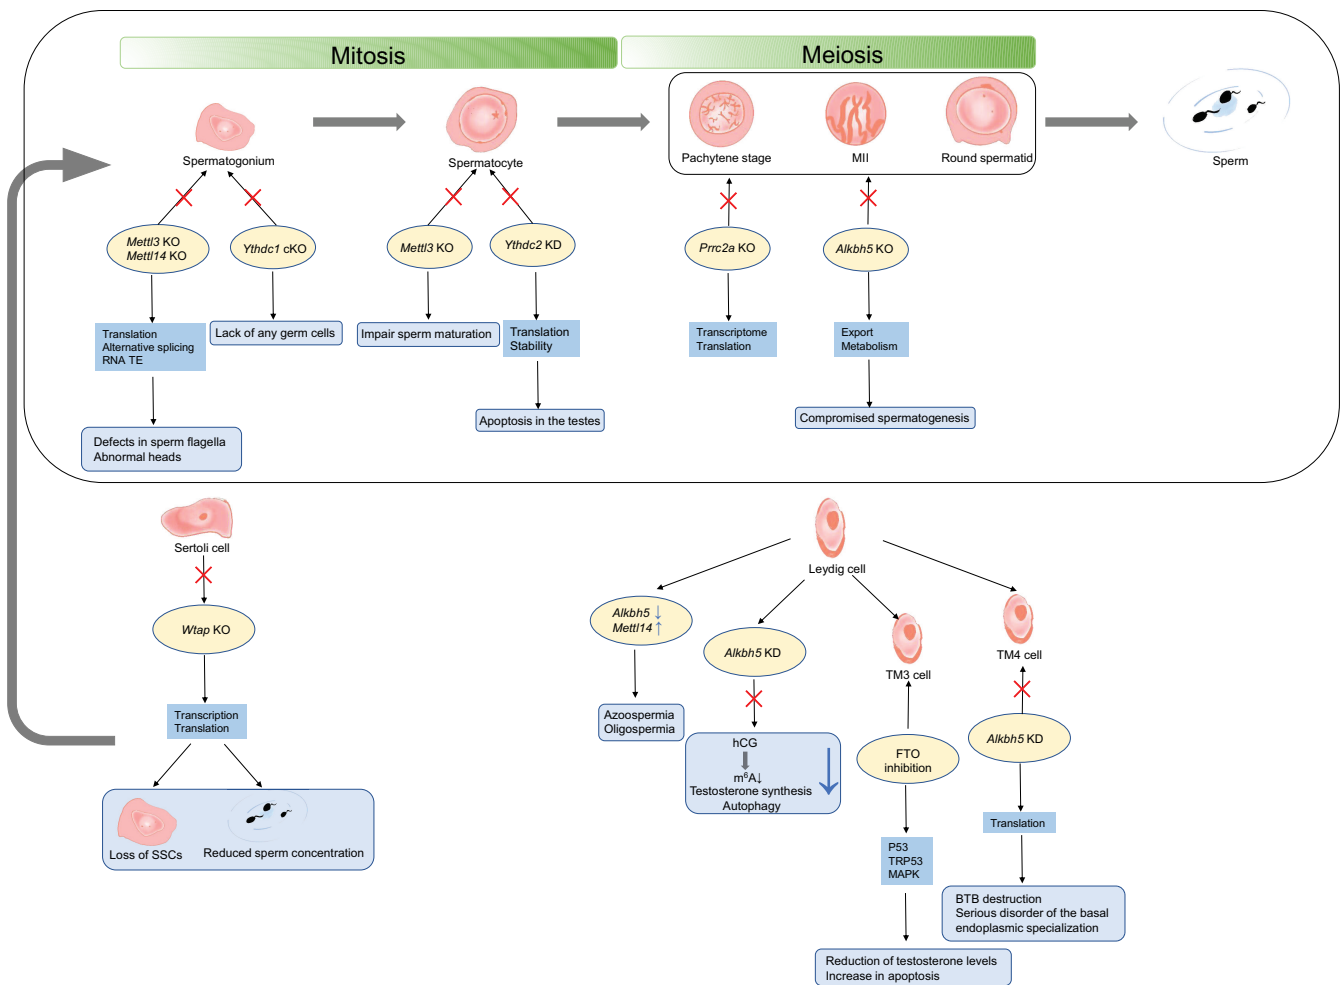 Mitosis
Meiosis
Spermatogonium
Spermatocyte
Pachytene stage
MII
Round spermatid
Sperm
Mettl3 KO
Mettl14 KO
Ythdc1 cKO
Mettl3 KO
Ythdc2 KD
Prrc2a KO
Alkbh5 KO
Translation
Alternative splicing
RNA TE
Lack of any germ cells
Impair sperm maturation
Translation
Stability
Transcriptome
Translation
Export
Metabolism
Defects in sperm flagella
Abnormal heads
Apoptosis in the testes
Compromised spermatogenesis
Sertoli cell
Wtap KO
Transcription
Translation
Loss of SSCs
Reduced sperm concentration
Leydig cell
Alkbh5 ↓
Mettl14 ↑
Azoospermia
Oligospermia
Alkbh5 KD
hCG
m⁶A↓
Testosterone synthesis
Autophagy
TM3 cell
FTO
inhibition
P53
TRP53
MAPK
Reduction of testosterone levels
Increase in apoptosis
TM4 cell
Alkbh5 KD
Translation
BTB destruction
Serious disorder of the basal
endoplasmic specialization